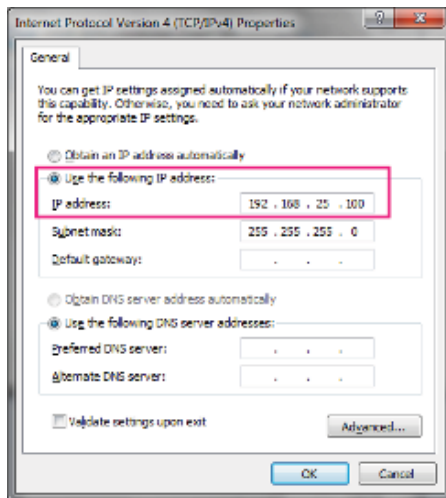 Internet Protocol Version 4 (TCP/IPv4) Properties
General
You can get IP settings assigned automatically if your network supports
this capability. Otherwise, you need to ask your network administrator
for the appropriate IP settings.
Obtain an IP address automatically
Use the following IP address:
IP address: 192 . 168 . 25 . 100
Subnet mask: 255 . 255 . 255 . 0
Default gateway: . . .
Obtain DNS server address automatically
Use the following DNS server addresses:
Preferred DNS server: . . .
Alternate DNS server: . . .
Validate settings upon exit
Advanced...
OK Cancel